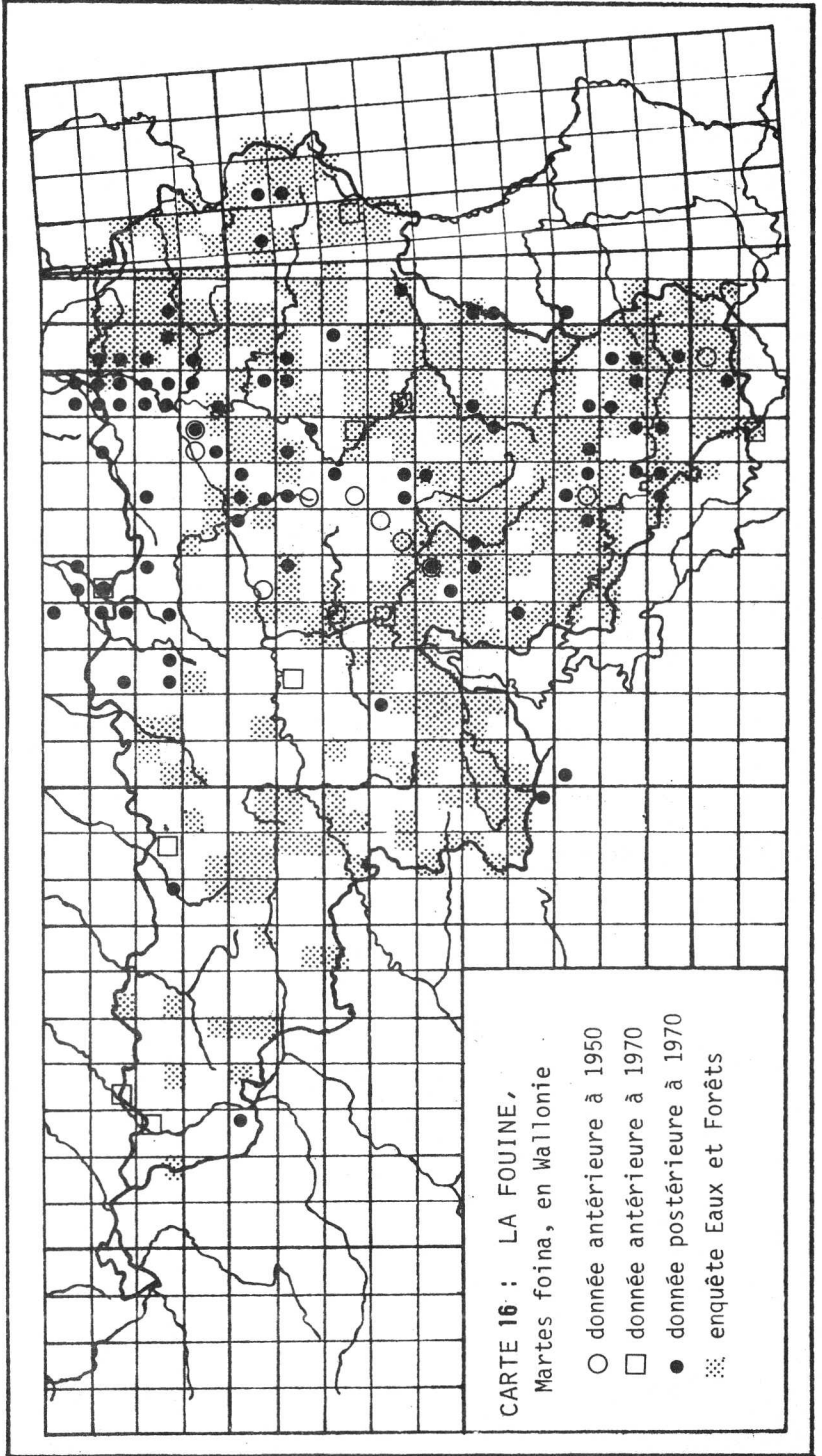 CARTE 16 : LA FOUINE,
Martes foina, en Wallonie
○ donnée antérieure à 1950
□ donnée antérieure à 1970
● donnée postérieure à 1970
enquête Eaux et Forêts